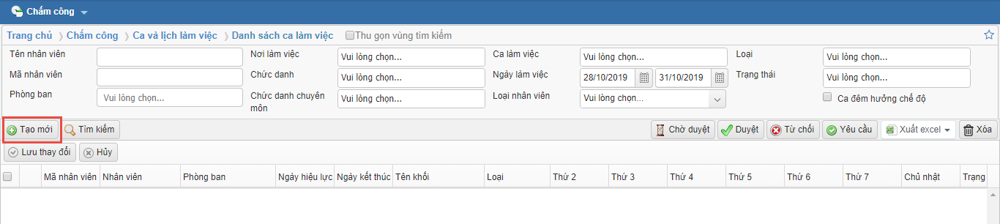 Chấm công
Trang chủ Chấm công Ca và lịch làm việc Danh sách ca làm việc Thu gọn vùng tìm kiếm
Tên nhân viên Nơi làm việc Vui lòng chọn... Ca làm việc Vui lòng chọn... Loại Vui lòng chọn...
Mã nhân viên Chức danh Vui lòng chọn... Ngày làm việc 28/10/2019 31/10/2019 Trạng thái Vui lòng chọn...
Phòng ban Vui lòng chọn... Chức danh chuyên môn Vui lòng chọn... Loại nhân viên Vui lòng chọn... Ca đêm hưởng chế độ
Tạo mới Tìm kiếm Chờ duyệt Duyệt Từ chối Yêu cầu Xuất excel Xóa
Lưu thay đổi Hủy
Mã nhân viên Nhân viên Phòng ban Ngày hiệu lực Ngày kết thúc Tên khối Loại Thứ 2 Thứ 3 Thứ 4 Thứ 5 Thứ 6 Thứ 7 Chủ nhật Trạng